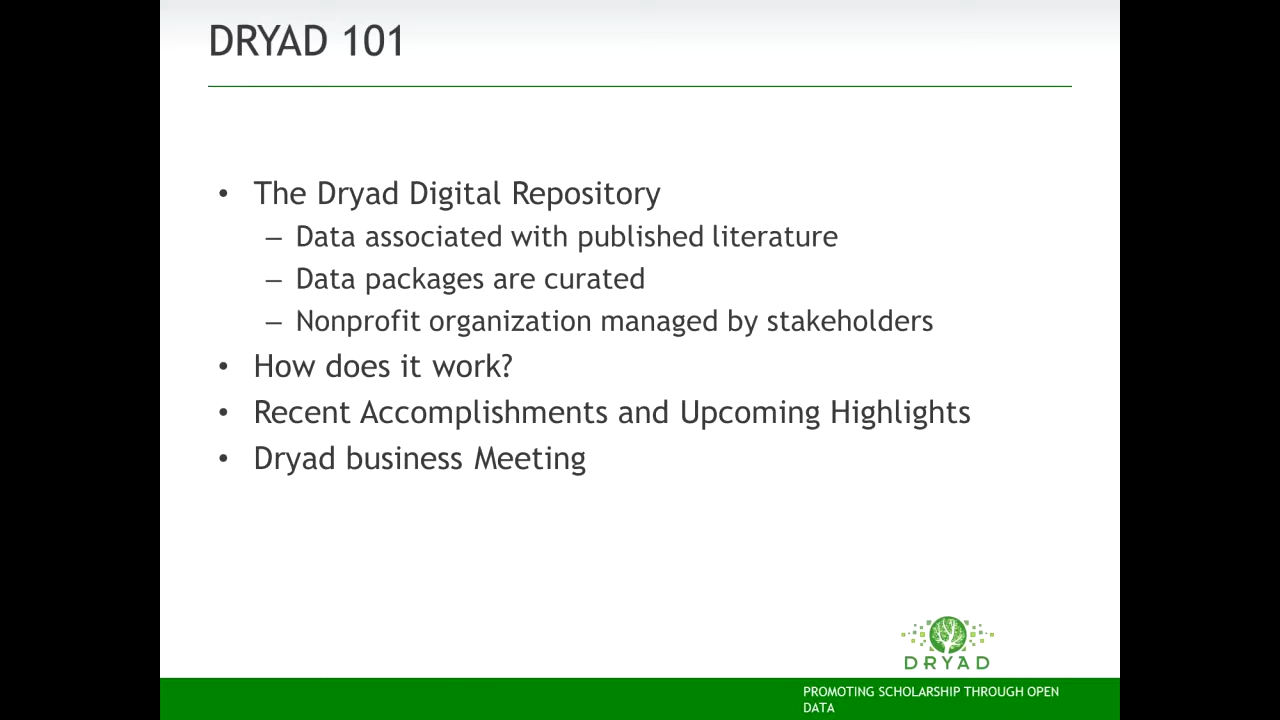 DRYAD 101
• The Dryad Digital Repository
– Data associated with published literature
– Data packages are curated
– Nonprofit organization managed by stakeholders
• How does it work?
• Recent Accomplishments and Upcoming Highlights
• Dryad business Meeting
DRYAD
PROMOTING SCHOLARSHIP THROUGH OPEN
DATA